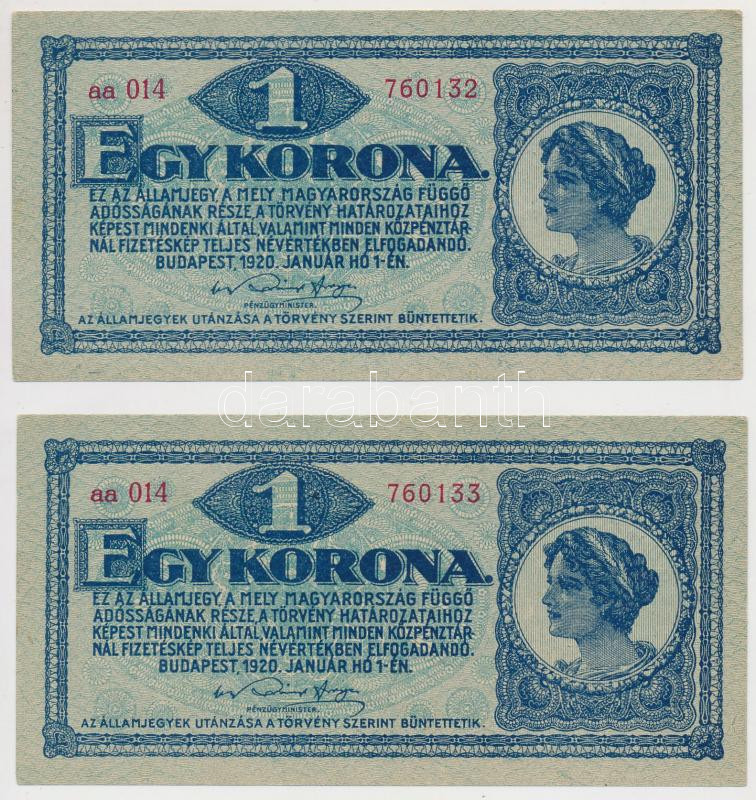 aa 014 1 760132
EGY KORONA.
EZ AZ ÁLLAMJEGY, A MELY MAGYARORSZÁG FÜGGŐ
ADÓSSÁGÁNAK RÉSZE, A TÖRVÉNY HATÁROZATAIHOZ
KÉPEST MINDENKI ÁLTAL VALAMINT MINDEN KÖZPÉNZTÁR-
NÁL FIZETÉSKÉP TELJES NÉVÉRTÉKBEN ELFOGADANDÓ.
BUDAPEST, 1920. JANUÁR HÓ 1-ÉN.
PÉNZÜGYMINISTER.
AZ ÁLLAMJEGYEK UTÁNZÁSA A TÖRVÉNY SZERINT BÜNTETTETIK.
darabanth
aa 014 1 760133
EGY KORONA.
EZ AZ ÁLLAMJEGY, A MELY MAGYARORSZÁG FÜGGŐ
ADÓSSÁGÁNAK RÉSZE, A TÖRVÉNY HATÁROZATAIHOZ
KÉPEST MINDENKI ÁLTAL VALAMINT MINDEN KÖZPÉNZTÁR-
NÁL FIZETÉSKÉP TELJES NÉVÉRTÉKBEN ELFOGADANDÓ.
BUDAPEST, 1920. JANUÁR HÓ 1-ÉN.
PÉNZÜGYMINISTER.
AZ ÁLLAMJEGYEK UTÁNZÁSA A TÖRVÉNY SZERINT BÜNTETTETIK.